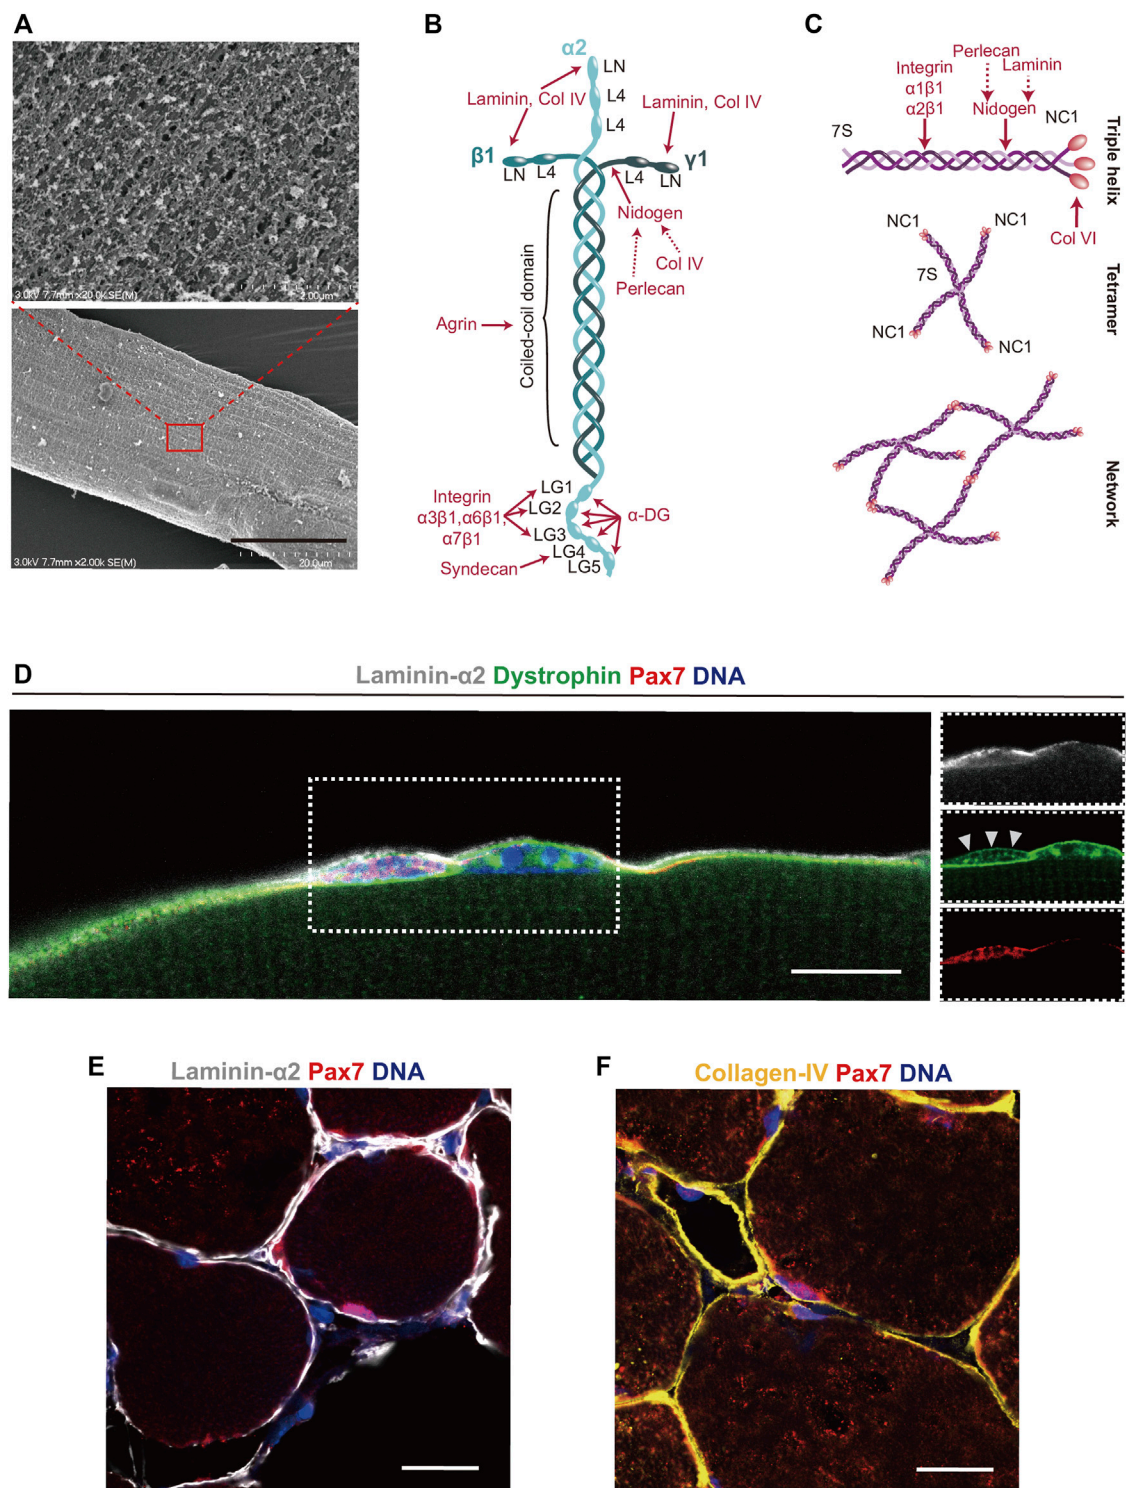 A
3.0kV 7.7mm x20.0k SE(M)
2.00um
3.0kV 7.7mm x2.00k SE(M)
20.0um
B
α2
LN
L4
L4
Laminin, Col IV
Laminin, Col IV
β1
LN
L4
γ1
L4
LN
Nidogen
Col IV
Perlecan
Agrin
Coiled-coil domain
Integrin
α3β1,α6β1,
α7β1
Syndecan
LG1
LG2
LG3
LG4
LG5
α-DG
C
Perlecan
Integrin
α1β1
α2β1
Laminin
Nidogen
NC1
7S
Col VI
Triple helix
NC1
NC1
7S
NC1
NC1
Tetramer
Network
D
Laminin-α2 Dystrophin Pax7 DNA
E
Laminin-α2 Pax7 DNA
F
Collagen-IV Pax7 DNA